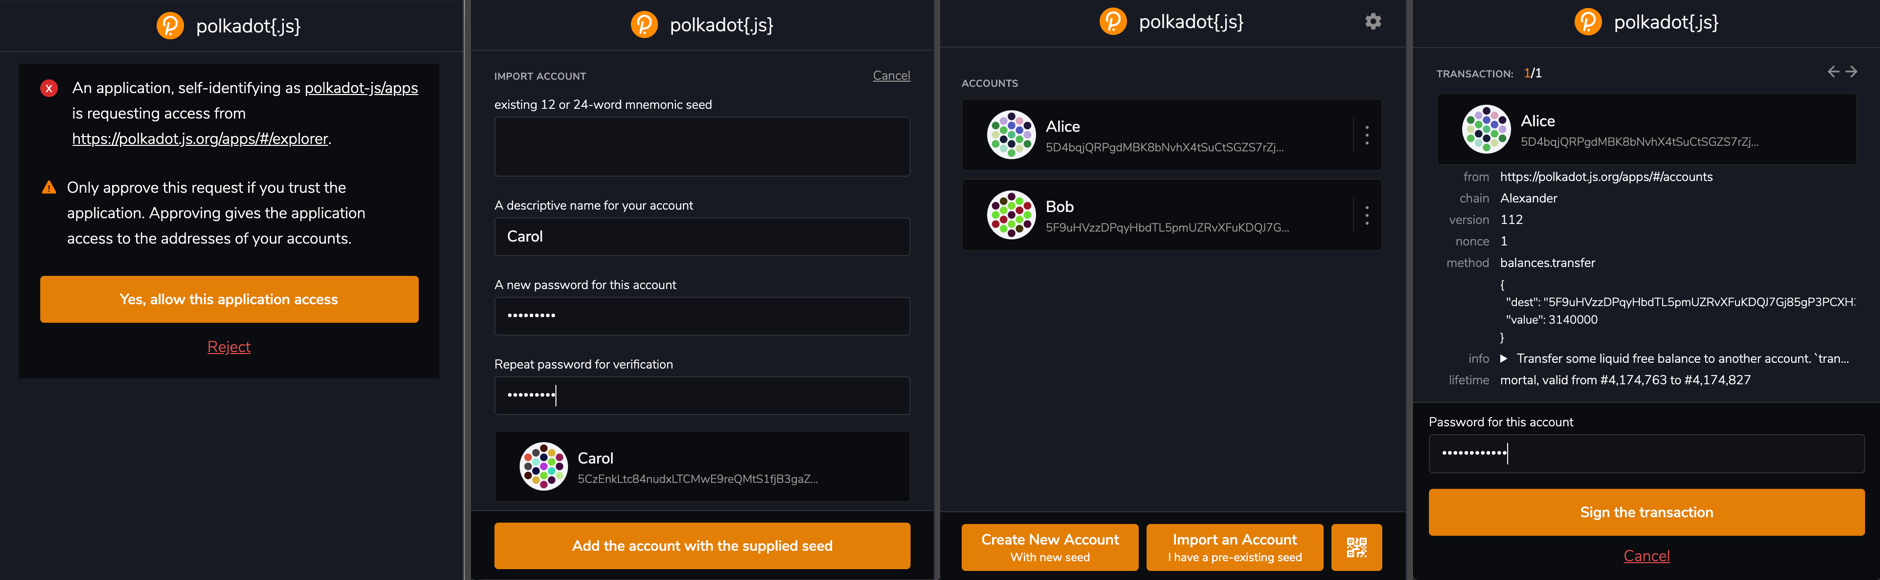 polkadot{.js}
An application, self-identifying as polkadot-js/apps
is requesting access from
https://polkadot.js.org/apps/#/explorer.
Only approve this request if you trust the
application. Approving gives the application
access to the addresses of your accounts.
Yes, allow this application access
Reject
polkadot{.js}
IMPORT ACCOUNT
Cancel
existing 12 or 24-word mnemonic seed
A descriptive name for your account
Carol
A new password for this account
•••••••••
Repeat password for verification
•••••••••
Carol
5CzEnkLtc84nudxLTCMwE9reQMtS1fjB3gaZ...
Add the account with the supplied seed
polkadot{.js}
ACCOUNTS
Alice
5D4bqjQRPgdMBK8bNvhX4tSuCtSGZS7rZj...
Bob
5F9uHVzzDPqyHbdTL5pmUZRvXFuKDQJ7G...
Create New Account
With new seed
Import an Account
I have a pre-existing seed
polkadot{.js}
TRANSACTION: 1/1
Alice
5D4bqjQRPgdMBK8bNvhX4tSuCtSGZS7rZj...
from https://polkadot.js.org/apps/#/accounts
chain Alexander
version 112
nonce 1
method balances.transfer
{
"dest": "5F9uHVzzDPqyHbdTL5pmUZRvXFuKDQJ7Gj85gP3PCXH
"value": 3140000
}
info ▶ Transfer some liquid free balance to another account. `tran...
lifetime mortal, valid from #4,174,763 to #4,174,827
Password for this account
••••••••••••
Sign the transaction
Cancel